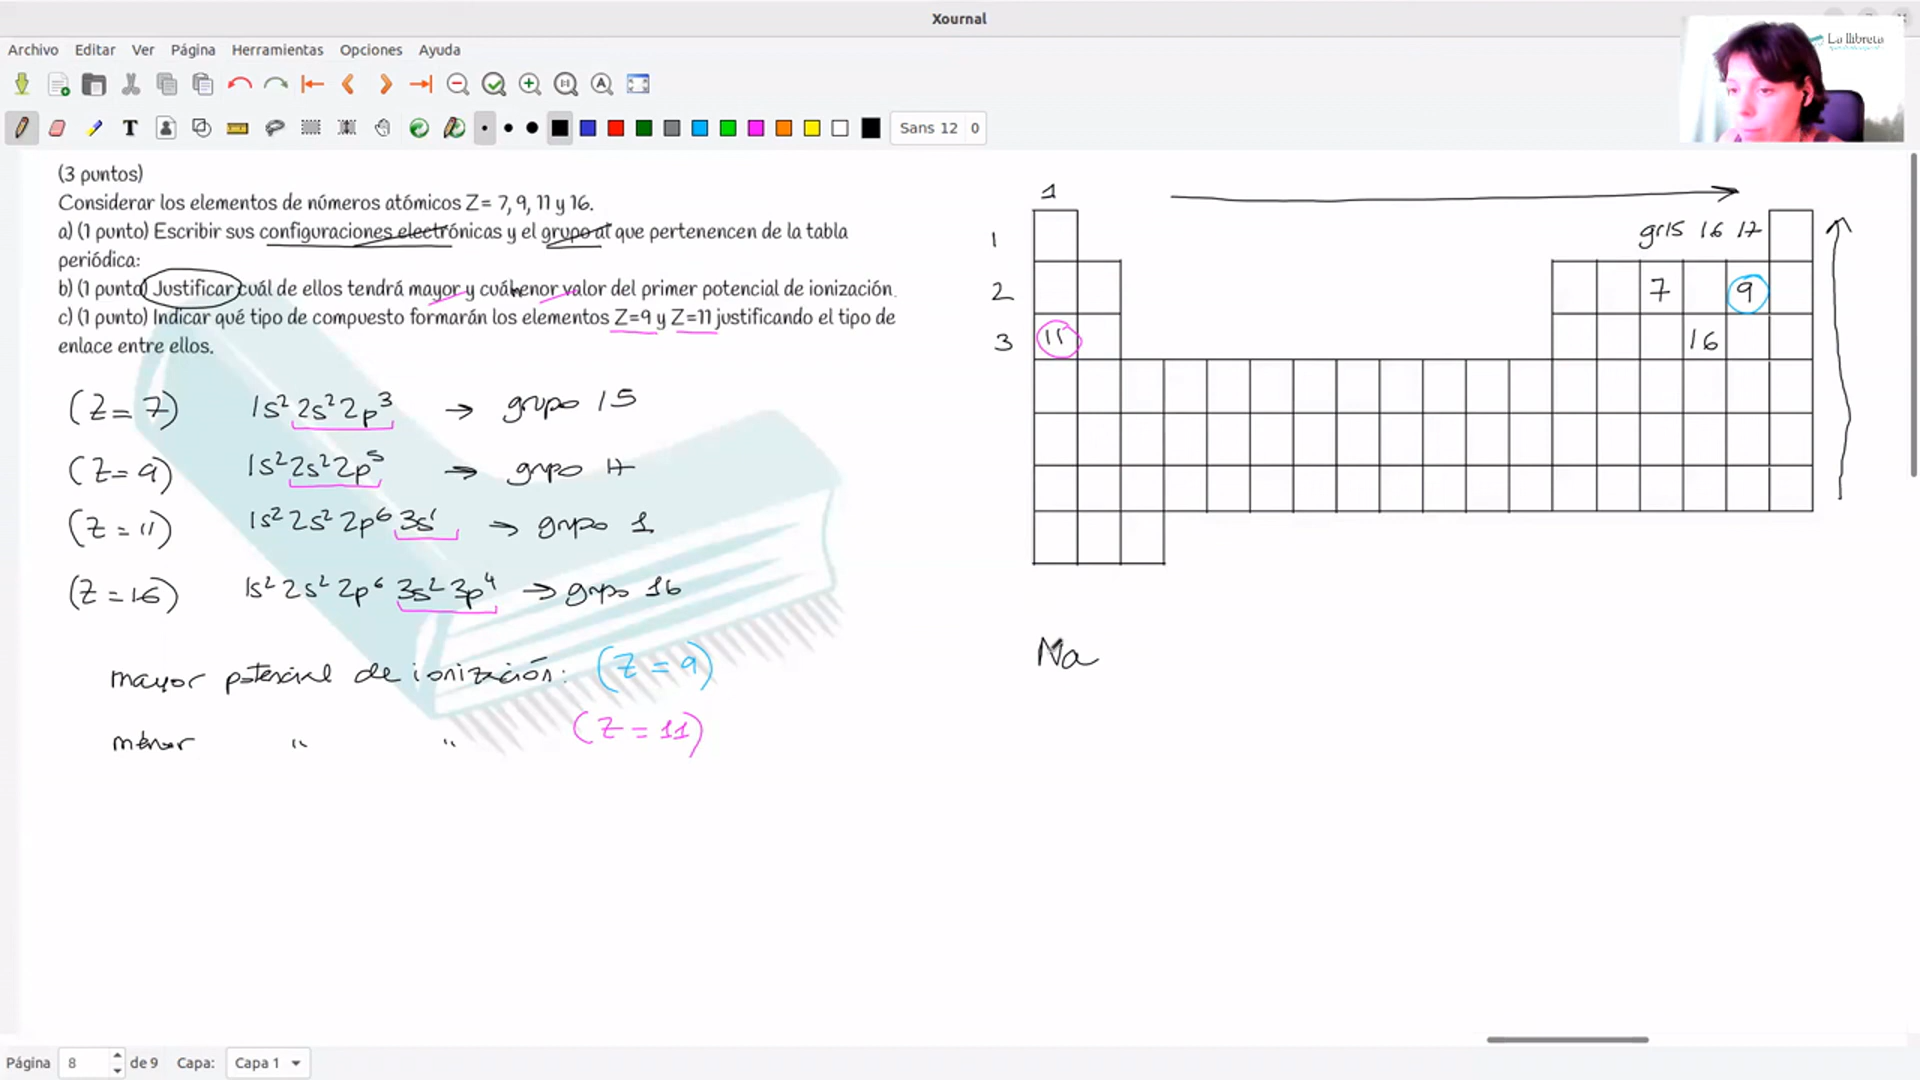 Xournal
Archivo Editar Ver Página Herramientas Opciones Ayuda
La llibreta
Sans 12 0
(3 puntos)
Considerar los elementos de números atómicos Z= 7, 9, 11 y 16.
a) (1 punto) Escribir sus configuraciones electrónicas y el grupo al que pertenencen de la tabla
periódica:
b) (1 punto) Justificar cuál de ellos tendrá mayor y cuál menor valor del primer potencial de ionización.
c) (1 punto) Indicar qué tipo de compuesto formarán los elementos Z=9 y Z=11 justificando el tipo de
enlace entre ellos.
(Z = 7) 1s² 2s² 2p³ → grupo 15
(Z = 9) 1s² 2s² 2p⁵ → grupo 17
(Z = 11) 1s² 2s² 2p⁶ 3s¹ → grupo 1
(Z = 16) 1s² 2s² 2p⁶ 3s² 3p⁴ → grupo 16
mayor potencial de ionización: (Z = 9)
menor " " (Z = 11)
1
1 gr15 16 17
2 7 9
3 11 16
Na
Página 8 de 9 Capa: Capa 1